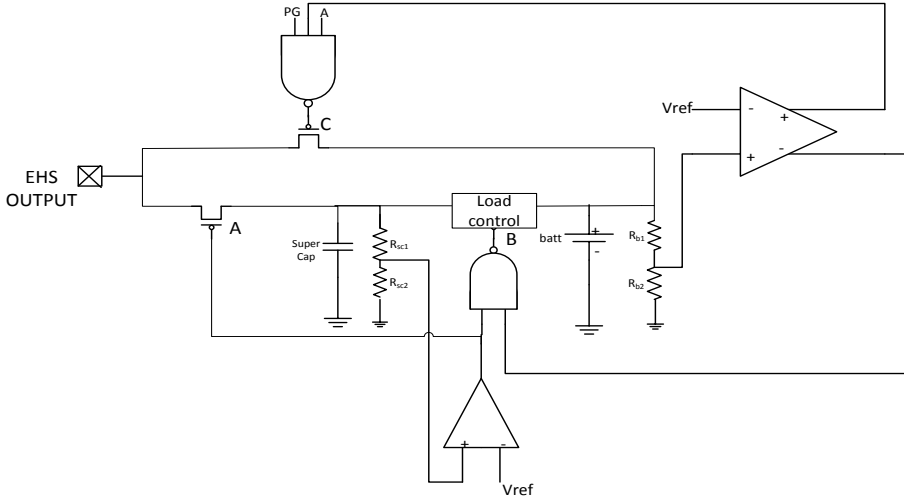 PG
A
C
Vref
-
+
+
-
EHS
OUTPUT
A
Load
control
B
Super
Cap
Rsc1
Rsc2
batt
+
-
Rb1
Rb2
+
-
Vref